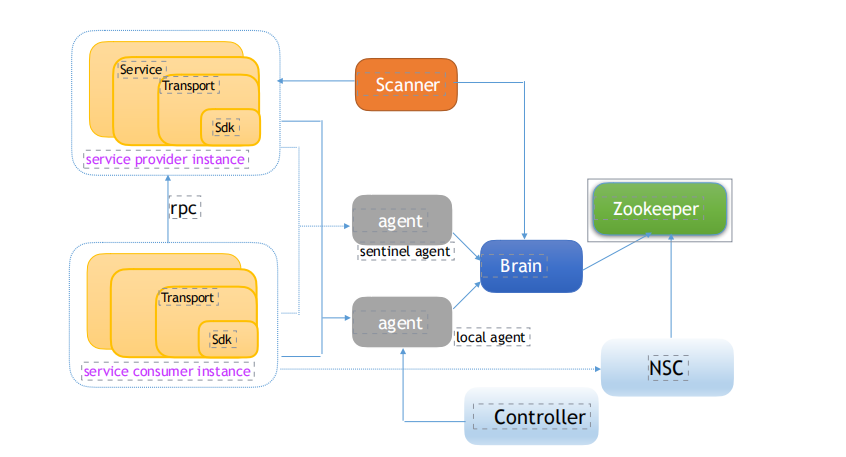 Service
Transport
Sdk
service provider instance
Scanner
rpc
agent
sentinel agent
Zookeeper
Brain
Transport
Sdk
service consumer instance
agent
local agent
NSC
Controller